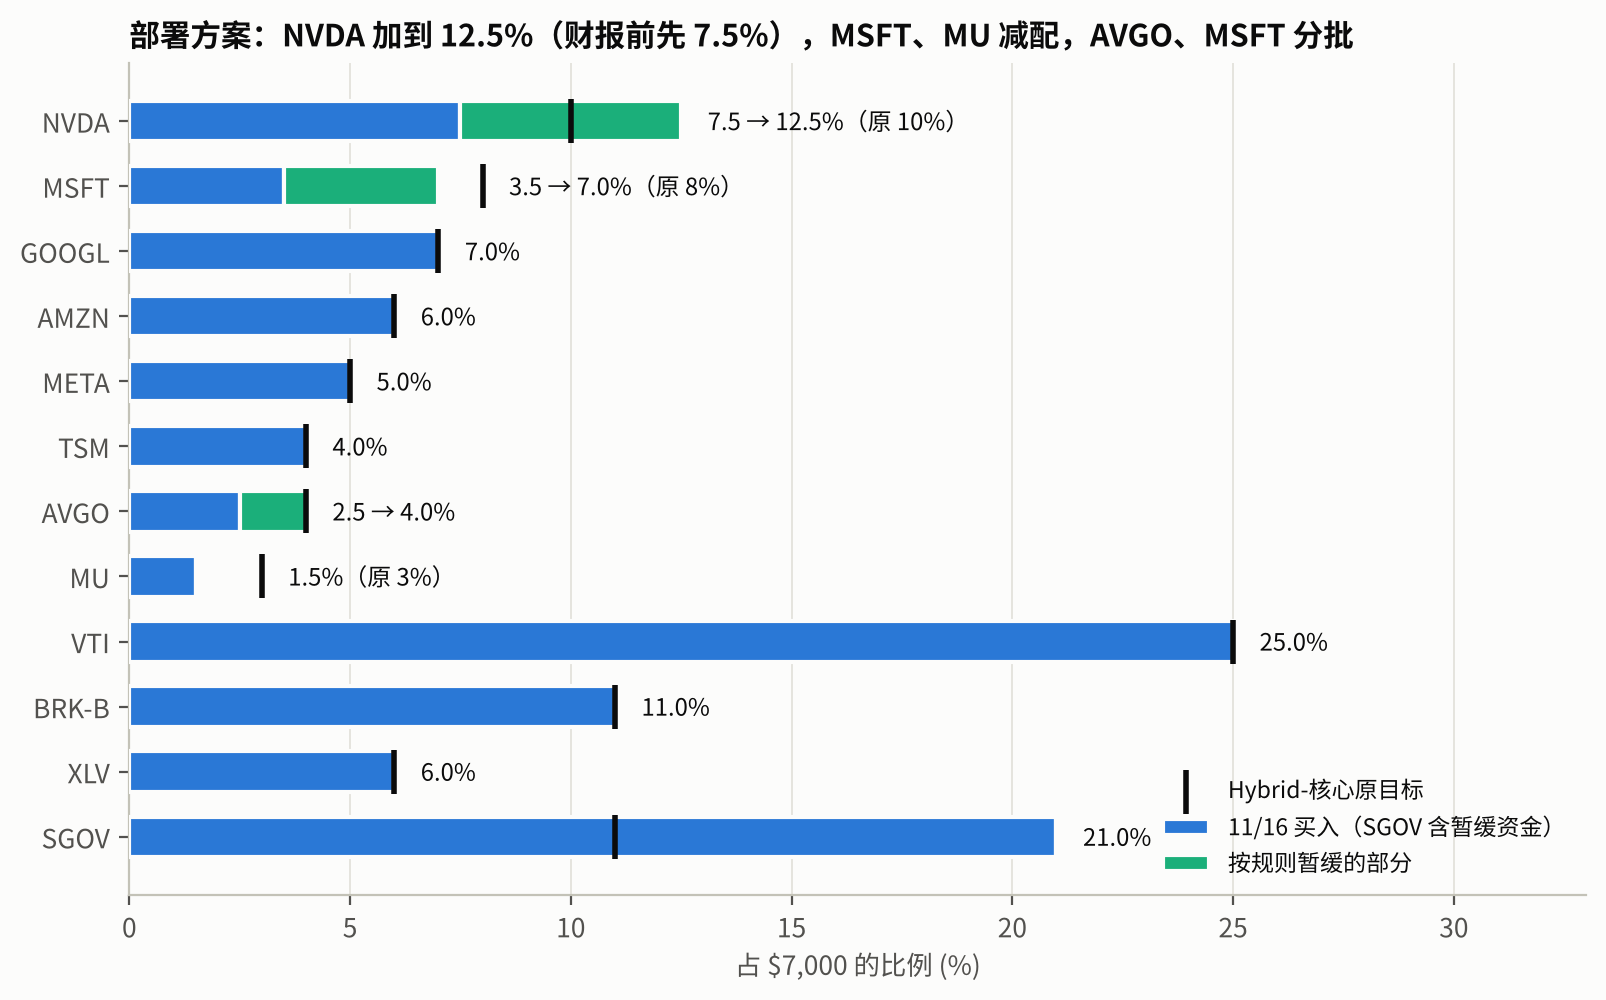 部署方案：NVDA 加到 12.5%（财报前先 7.5%），MSFT、MU 减配，AVGO、MSFT 分批
NVDA 7.5 → 12.5%（原 10%）
MSFT 3.5 → 7.0%（原 8%）
GOOGL 7.0%
AMZN 6.0%
META 5.0%
TSM 4.0%
AVGO 2.5 → 4.0%
MU 1.5%（原 3%）
VTI 25.0%
BRK-B 11.0%
XLV 6.0%
SGOV 21.0%
Hybrid-核心原目标
11/16 买入（SGOV 含暂缓资金）
按规则暂缓的部分
0 5 10 15 20 25 30
占 $7,000 的比例 (%)